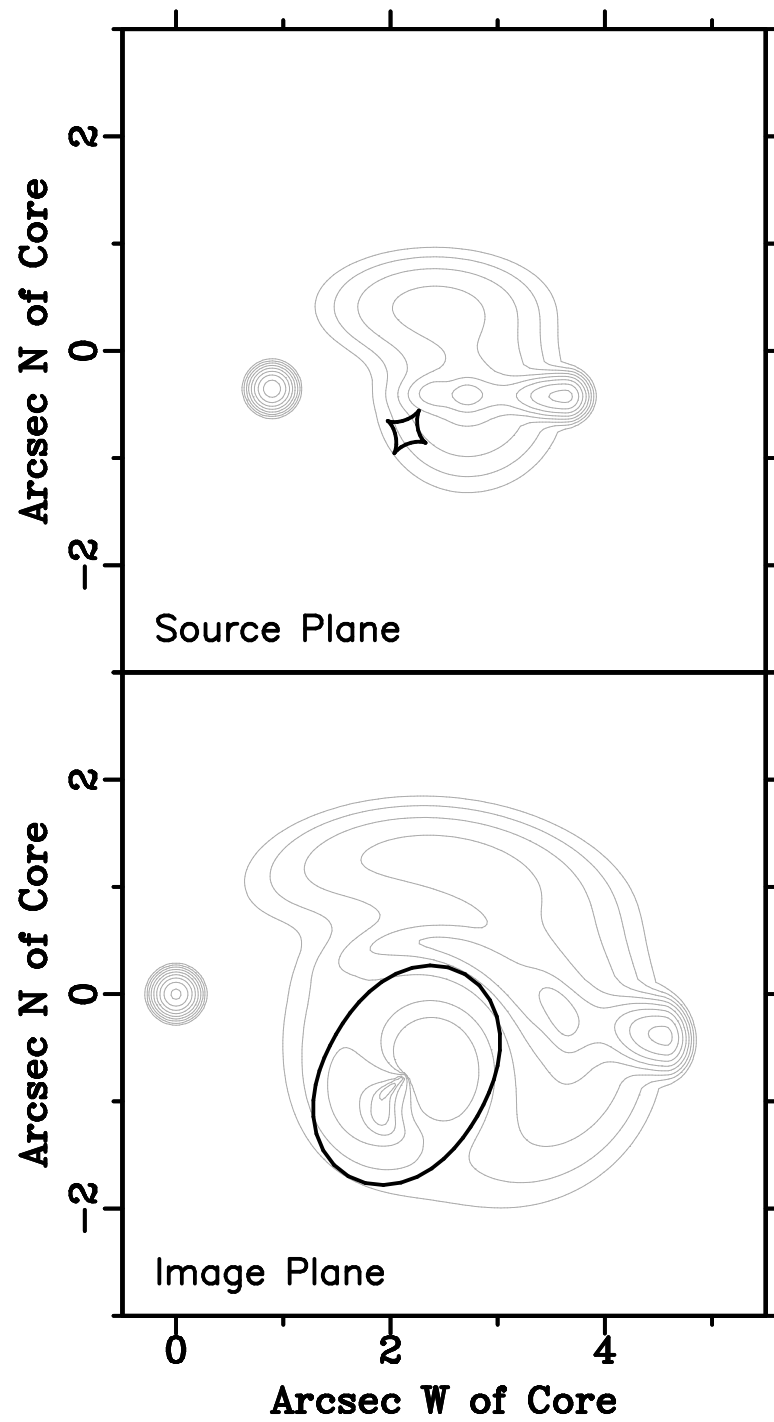 2
0
−2
Arcsec N of Core
Source Plane
2
0
−2
Arcsec N of Core
Image Plane
0 2 4
Arcsec W of Core